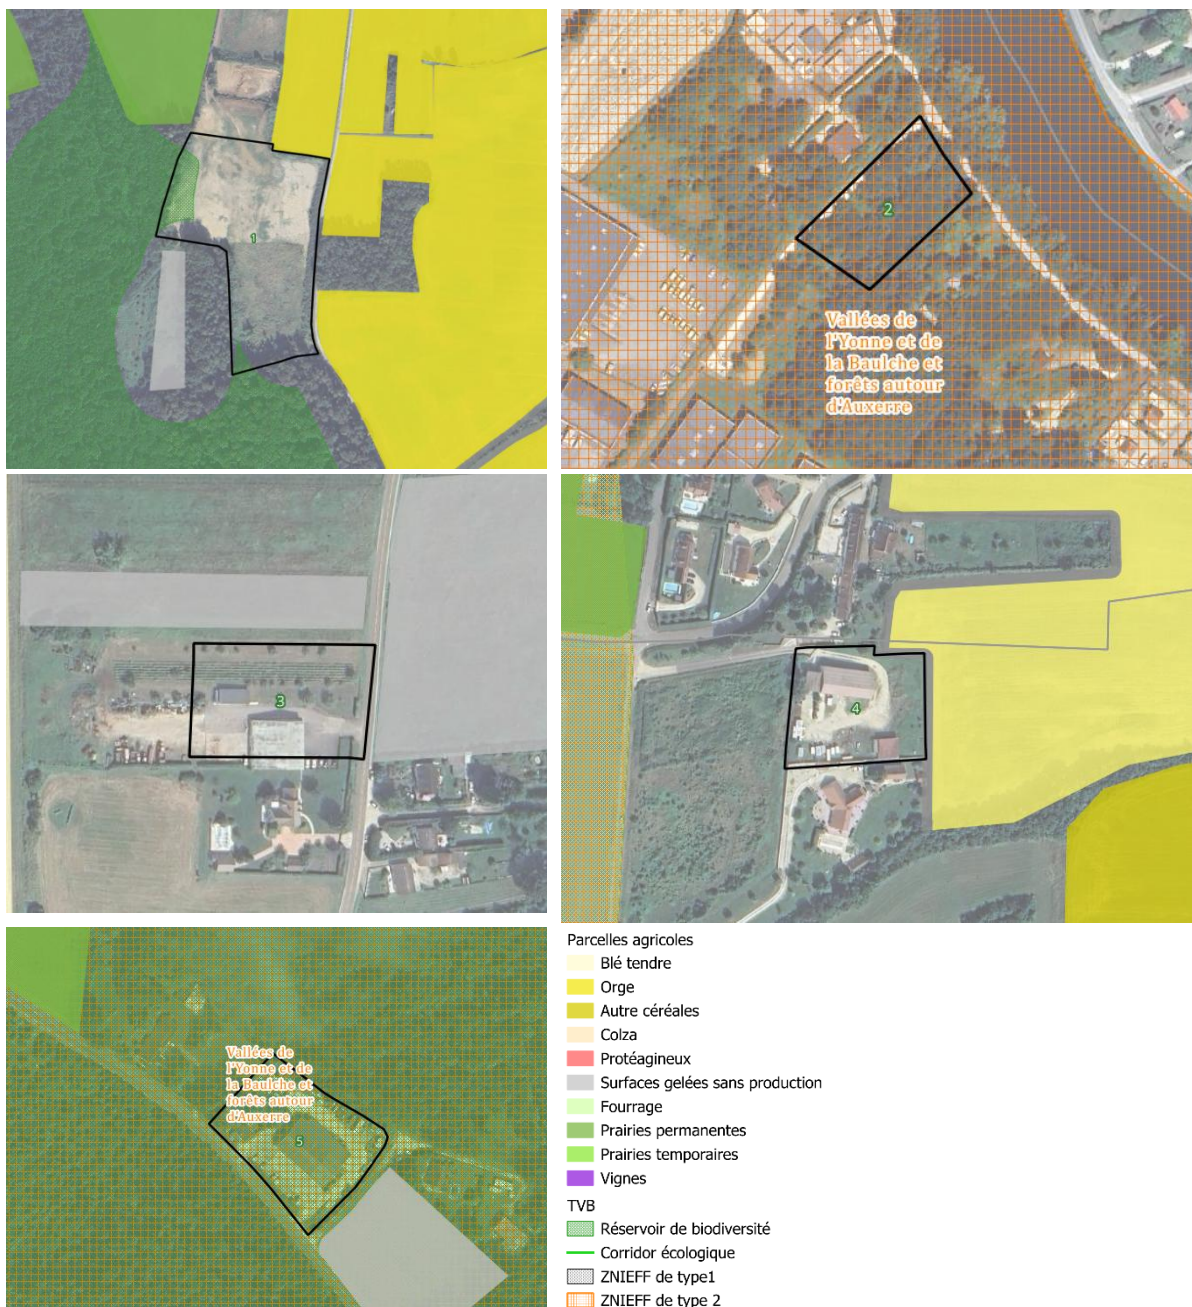 1
2
Vallées de
l'Yonne et de
la Baulche et
forêts autour
d'Auxerre
3
4
Vallées de
l'Yonne et de
la Baulche et
forêts autour
d'Auxerre
5
Parcelles agricoles
Blé tendre
Orge
Autre céréales
Colza
Protéagineux
Surfaces gelées sans production
Fourrage
Prairies permanentes
Prairies temporaires
Vignes
TVB
Réservoir de biodiversité
Corridor écologique
ZNIEFF de type1
ZNIEFF de type 2